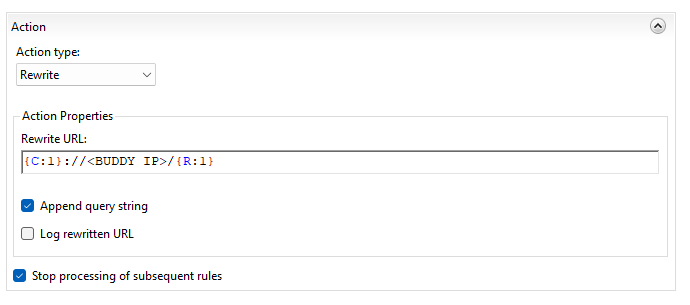 Action
Action type:
Rewrite
Action Properties
Rewrite URL:
{C:1}://<BUDDY IP>/{R:1}
Append query string
Log rewritten URL
Stop processing of subsequent rules